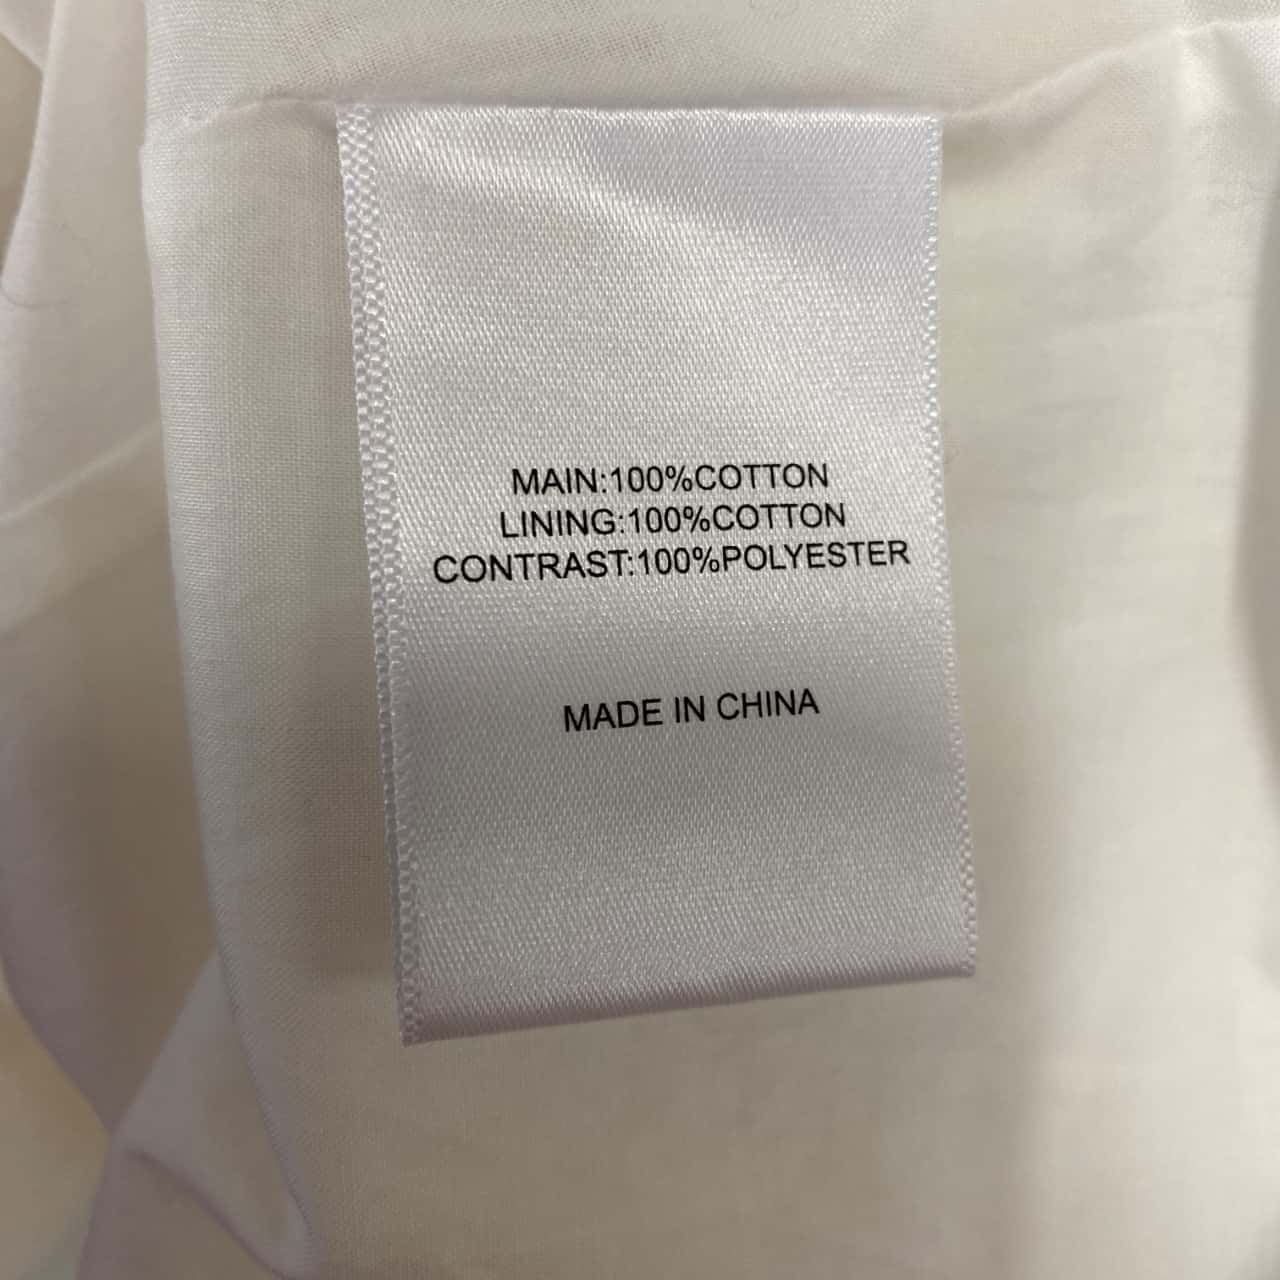 MAIN:100%COTTON
LINING:100%COTTON
CONTRAST:100%POLYESTER
MADE IN CHINA